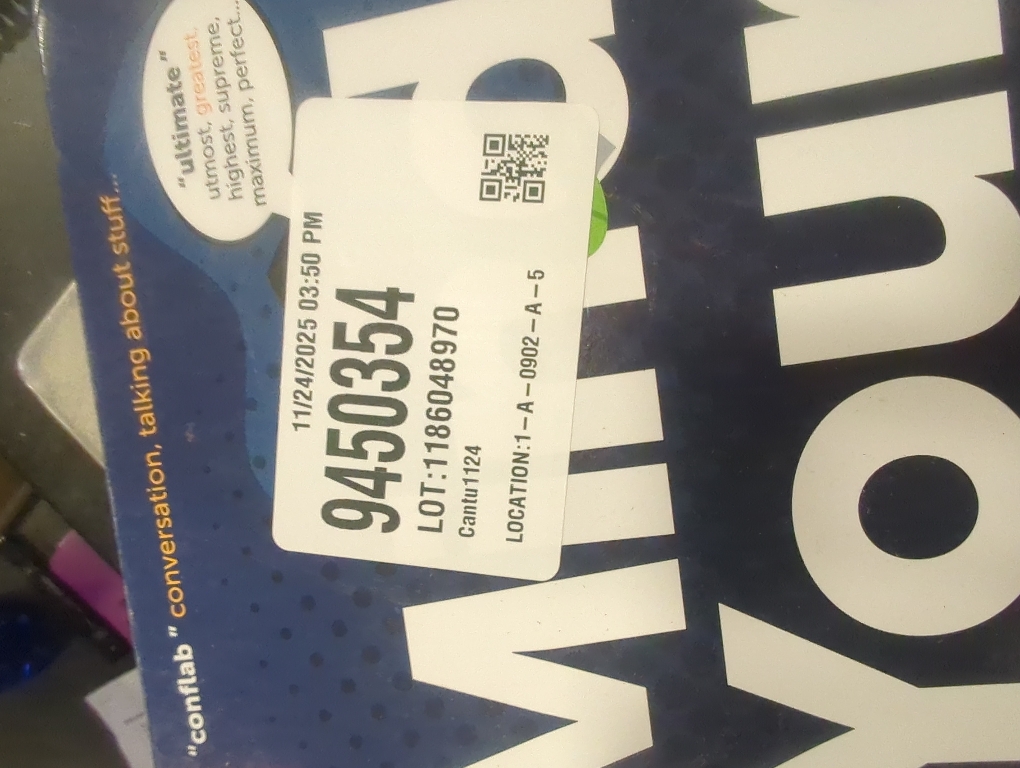 "conflab" conversation, talking about stuff...
"ultimate"
utmost, greatest,
highest, supreme,
maximum, perfect...
11/24/2025 03:50 PM
9450354
LOT:1186048970
Cantu1124
LOCATION:1-A-0902-A-5
You